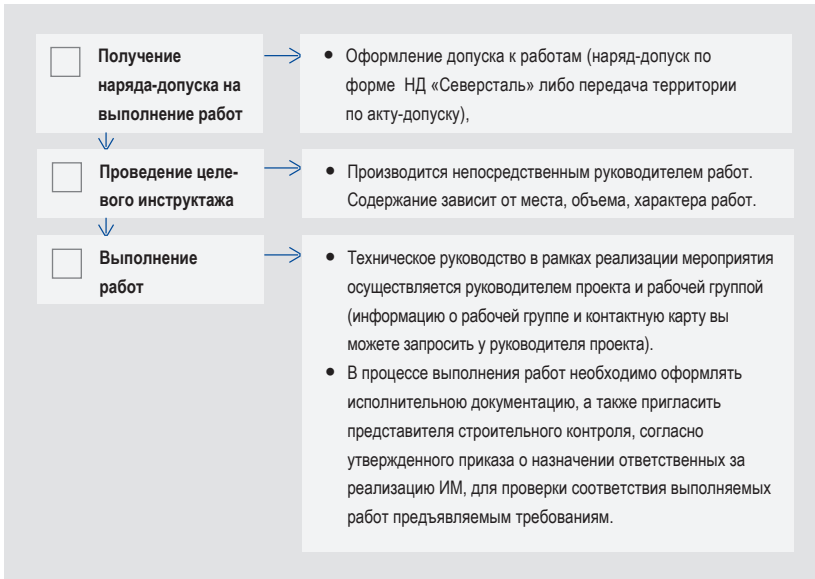 Получение
наряда-допуска на
выполнение работ
• Оформление допуска к работам (наряд-допуск по
форме НД «Северсталь» либо передача территории
по акту-допуску),
Проведение целе-
вого инструктажа
• Производится непосредственным руководителем работ.
Содержание зависит от места, объема, характера работ.
Выполнение
работ
• Техническое руководство в рамках реализации мероприятия
осуществляется руководителем проекта и рабочей группой
(информацию о рабочей группе и контактную карту вы
можете запросить у руководителя проекта).
• В процессе выполнения работ необходимо оформлять
исполнительною документацию, а также пригласить
представителя строительного контроля, согласно
утвержденного приказа о назначении ответственных за
реализацию ИМ, для проверки соответствия выполняемых
работ предъявляемым требованиям.